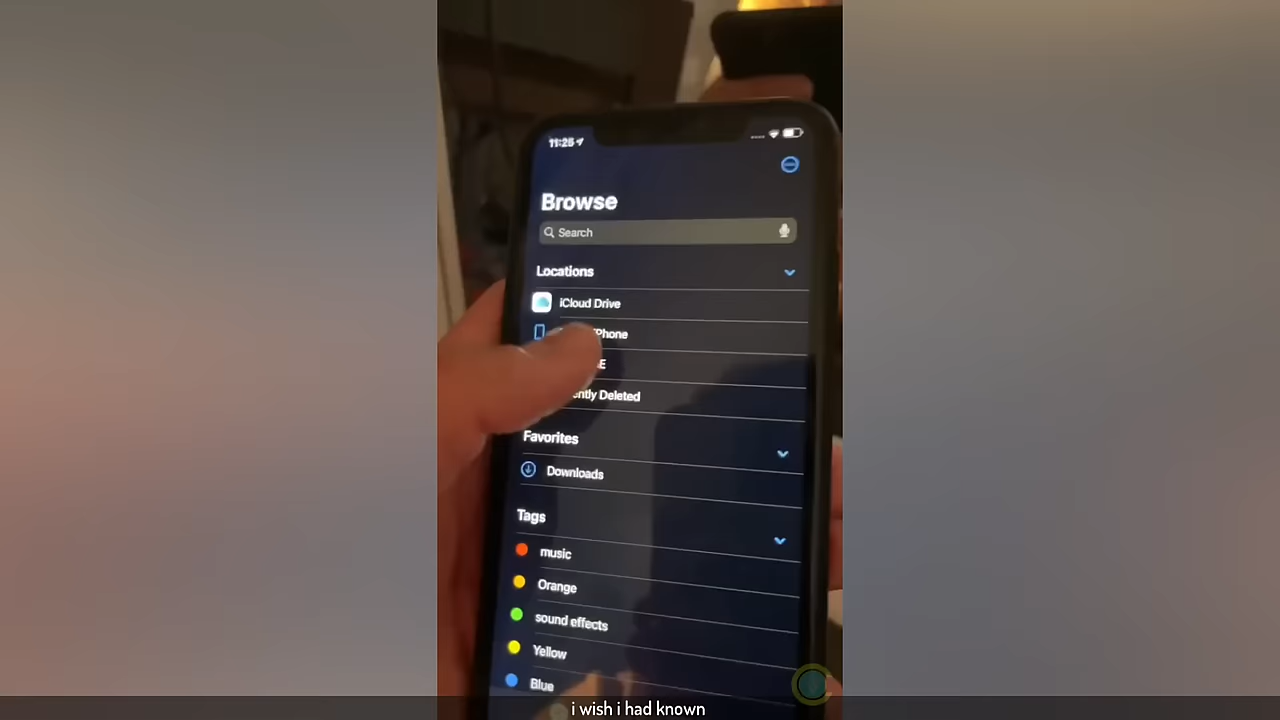 11:25
Browse
Search
Locations
iCloud Drive
Phone
E
ently Deleted
Favorites
Downloads
Tags
music
Orange
sound effects
Yellow
Blue
i wish i had known